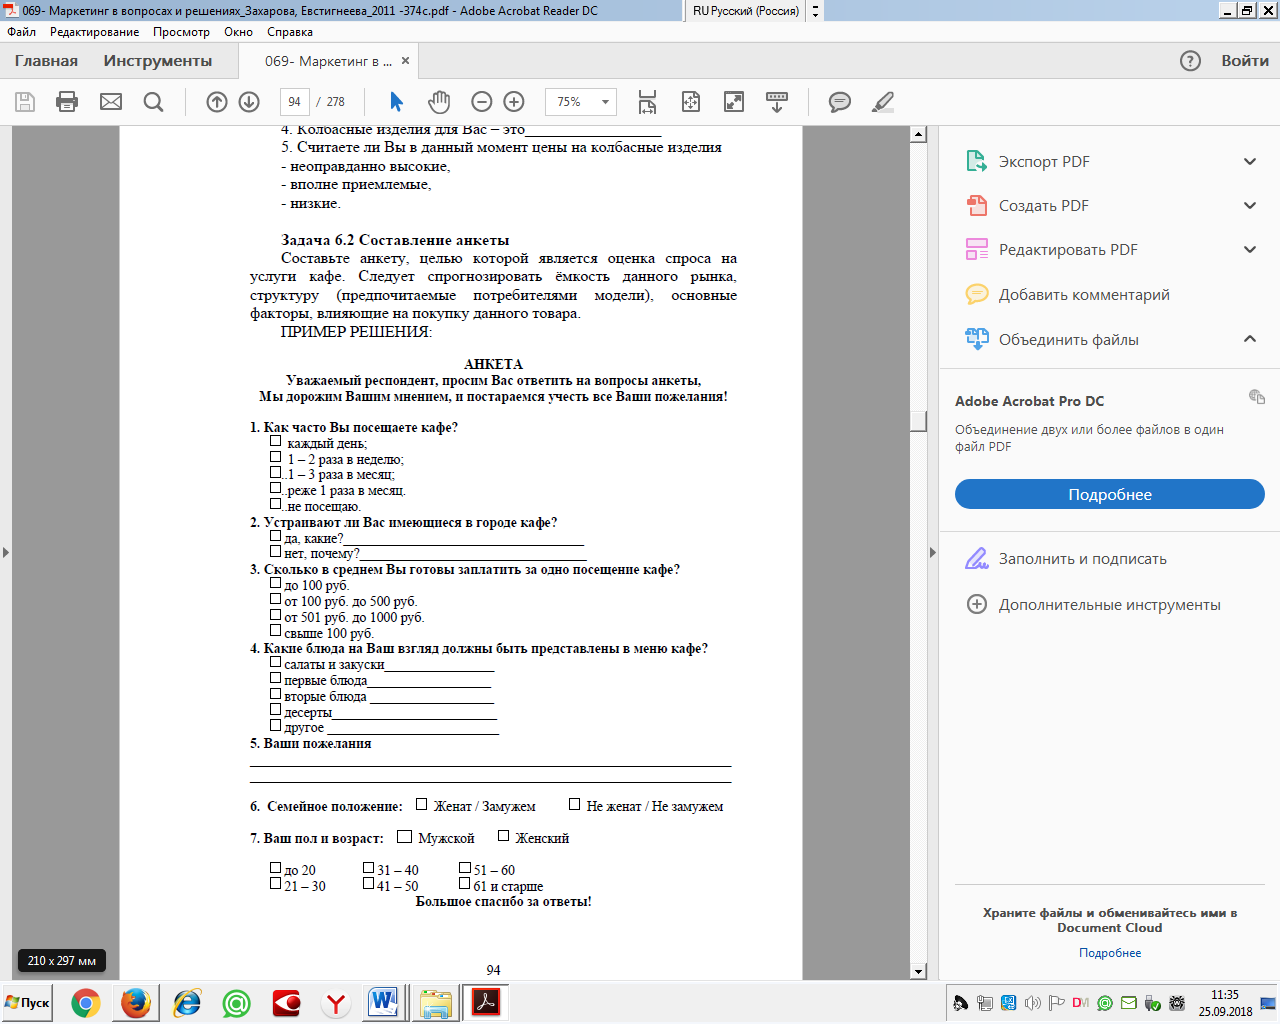 069- Маркетинг в вопросах и решениях_Захарова, Евстигнеева_2011 -374с.pdf - Adobe Acrobat Reader DC
RU Русский (Россия)
Файл Редактирование Просмотр Окно Справка
Главная Инструменты 069- Маркетинг в ... × Войти
94 / 278 75%
4. Колбасные изделия для Вас – это___________________
5. Считаете ли Вы в данный момент цены на колбасные изделия
- неоправданно высокие,
- вполне приемлемые,
- низкие.
Задача 6.2 Составление анкеты
Составьте анкету, целью которой является оценка спроса на
услуги кафе. Следует спрогнозировать ёмкость данного рынка,
структуру (предпочитаемые потребителями модели), основные
факторы, влияющие на покупку данного товара.
ПРИМЕР РЕШЕНИЯ:
АНКЕТА
Уважаемый респондент, просим Вас ответить на вопросы анкеты,
Мы дорожим Вашим мнением, и постараемся учесть все Ваши пожелания!
1. Как часто Вы посещаете кафе?
каждый день;
1 – 2 раза в неделю;
..1 – 3 раза в месяц;
..реже 1 раза в месяц.
..не посещаю.
2. Устраивают ли Вас имеющиеся в городе кафе?
да, какие?___________________________________
нет, почему?_________________________________
3. Сколько в среднем Вы готовы заплатить за одно посещение кафе?
до 100 руб.
от 100 руб. до 500 руб.
от 501 руб. до 1000 руб.
свыше 100 руб.
4. Какие блюда на Ваш взгляд должны быть представлены в меню кафе?
салаты и закуски________________
первые блюда__________________
вторые блюда __________________
десерты________________________
другое _________________________
5. Ваши пожелания
6. Семейное положение: Женат / Замужем Не женат / Не замужем
7. Ваш пол и возраст: Мужской Женский
до 20 31 – 40 51 – 60
21 – 30 41 – 50 61 и старше
Большое спасибо за ответы!
94
210 x 297 мм
Экспорт PDF
Создать PDF
Редактировать PDF
Добавить комментарий
Объединить файлы
Adobe Acrobat Pro DC
Объединение двух или более файлов в один
файл PDF
Подробнее
Заполнить и подписать
Дополнительные инструменты
Храните файлы и обменивайтесь ими в
Document Cloud
Подробнее
Пуск
11:35
25.09.2018